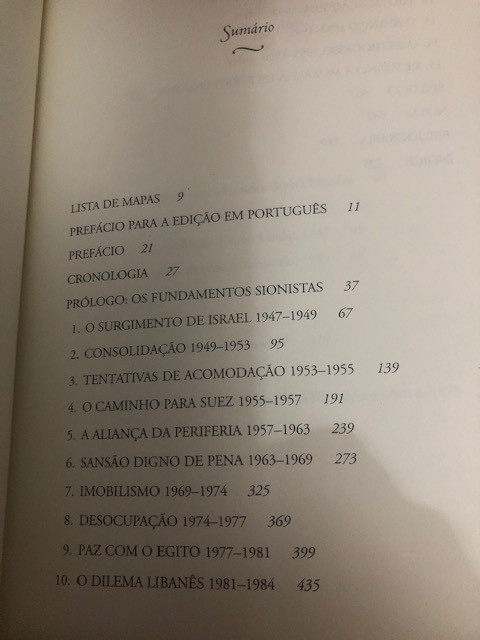 Sumário
LISTA DE MAPAS 9
PREFÁCIO PARA A EDIÇÃO EM PORTUGUÊS 11
PREFÁCIO 21
CRONOLOGIA 27
PRÓLOGO: OS FUNDAMENTOS SIONISTAS 37
1. O SURGIMENTO DE ISRAEL 1947–1949 67
2. CONSOLIDAÇÃO 1949–1953 95
3. TENTATIVAS DE ACOMODAÇÃO 1953–1955 139
4. O CAMINHO PARA SUEZ 1955–1957 191
5. A ALIANÇA DA PERIFERIA 1957–1963 239
6. SANSÃO DIGNO DE PENA 1963–1969 273
7. IMOBILISMO 1969–1974 325
8. DESOCUPAÇÃO 1974–1977 369
9. PAZ COM O EGITO 1977–1981 399
10. O DILEMA LIBANÊS 1981–1984 435